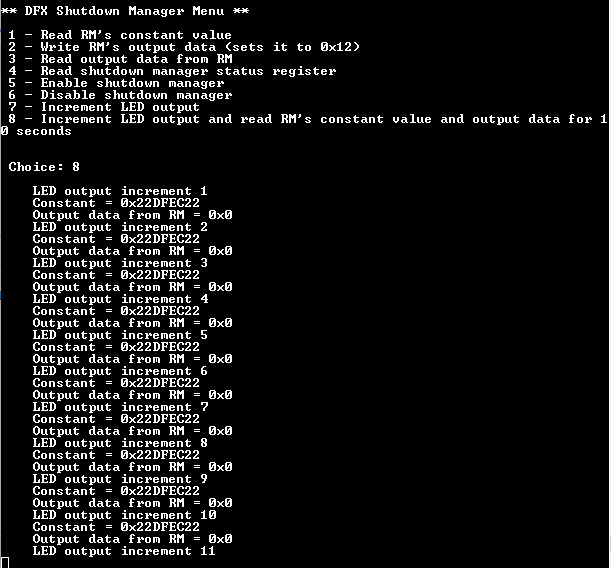 ** DFX Shutdown Manager Menu **
1 - Read RM's constant value
2 - Write RM's output data (sets it to 0x12)
3 - Read output data from RM
4 - Read shutdown manager status register
5 - Enable shutdown manager
6 - Disable shutdown manager
7 - Increment LED output
8 - Increment LED output and read RM's constant value and output data for 1
0 seconds
Choice: 8
LED output increment 1
Constant = 0x22DFEC22
Output data from RM = 0x0
LED output increment 2
Constant = 0x22DFEC22
Output data from RM = 0x0
LED output increment 3
Constant = 0x22DFEC22
Output data from RM = 0x0
LED output increment 4
Constant = 0x22DFEC22
Output data from RM = 0x0
LED output increment 5
Constant = 0x22DFEC22
Output data from RM = 0x0
LED output increment 6
Constant = 0x22DFEC22
Output data from RM = 0x0
LED output increment 7
Constant = 0x22DFEC22
Output data from RM = 0x0
LED output increment 8
Constant = 0x22DFEC22
Output data from RM = 0x0
LED output increment 9
Constant = 0x22DFEC22
Output data from RM = 0x0
LED output increment 10
Constant = 0x22DFEC22
Output data from RM = 0x0
LED output increment 11